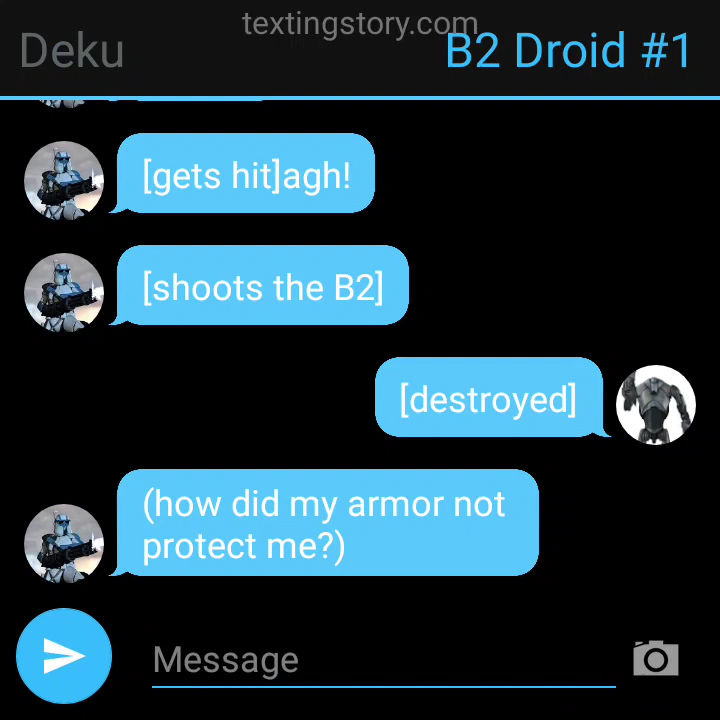 textingstory.com
Deku
B2 Droid #1
[gets hit]agh!
[shoots the B2]
[destroyed]
(how did my armor not
protect me?)
Message